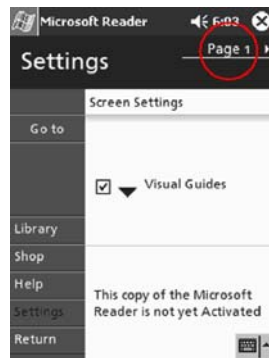 Microsoft Reader 6:03
Settings
Page 1
Screen Settings
Go to
Visual Guides
Library
Shop
Help
Settings
Return
This copy of the Microsoft
Reader is not yet Activated